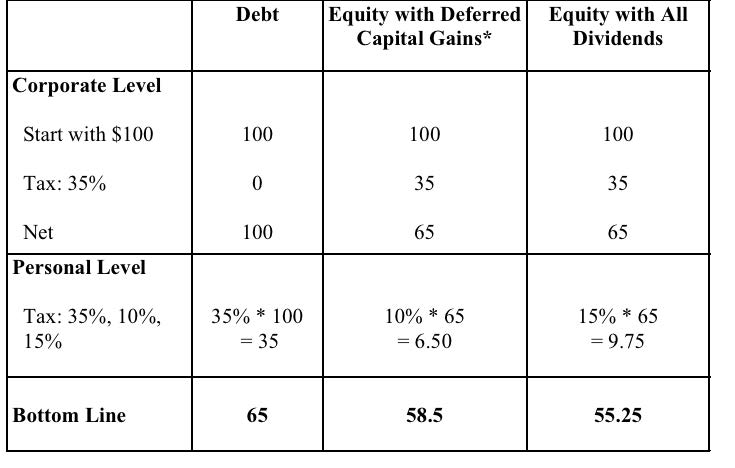 Debt Equity with Deferred Equity with All
Capital Gains* Dividends
Corporate Level
Start with $100 100 100 100
Tax: 35% 0 35 35
Net 100 65 65
Personal Level
Tax: 35%, 10%, 35% * 100 10% * 65 15% * 65
15% = 35 = 6.50 = 9.75
Bottom Line 65 58.5 55.25